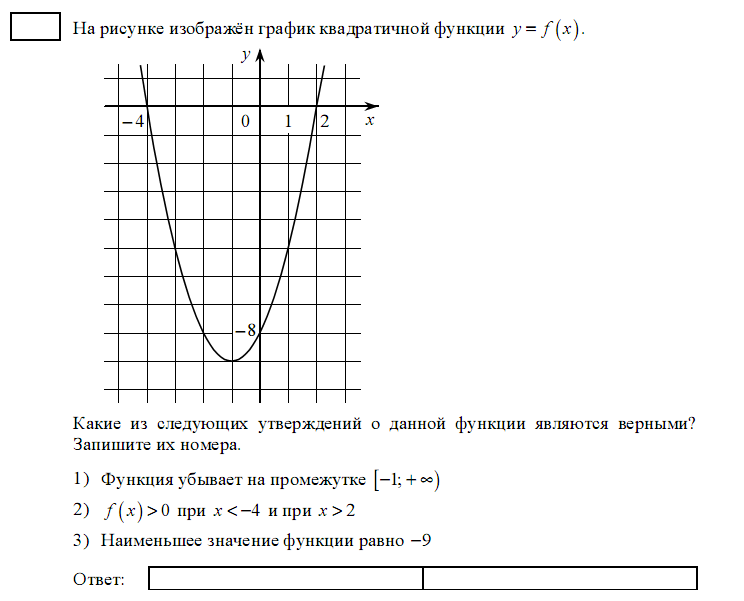 На рисунке изображён график квадратичной функции y = f(x).
y
−4 0 1 2 x
−8
Какие из следующих утверждений о данной функции являются верными?
Запишите их номера.
1) Функция убывает на промежутке [−1; +∞)
2) f(x) > 0 при x < −4 и при x > 2
3) Наименьшее значение функции равно −9
Ответ: